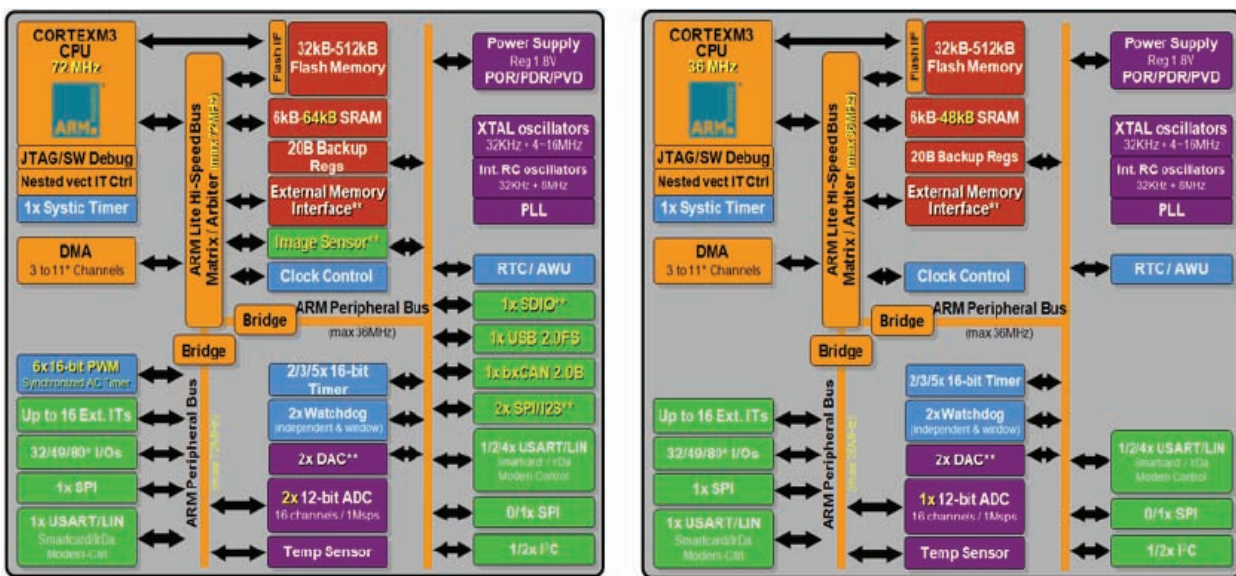 CORTEXM3
CPU
72 MHz
ARM
JTAG/SW Debug
Nested vect IT Ctrl
1x Systic Timer
DMA
3 to 11* Channels
ARM Lite Hi-SpeedBus
Matrix / Arbiter (max 72MHz)
Flash I/F
32kB-512kB
Flash Memory
6kB-64kB SRAM
20B Backup
Regs
External Memory
Interface**
Image Sensor**
Clock Control
Power Supply
Reg 1.8V
POR/PDR/PVD
XTAL oscillators
32KHz + 4~16MHz
Int. RC oscillators
32KHz + 8MHz
PLL
RTC / AWU
Bridge
ARM Peripheral Bus
(max 36MHz)
Bridge
1x SDIO**
1x USB 2.0FS
1x bxCAN 2.0B
2x SPI/I2S**
1/2/4x USART/LIN
Smartcard / IrDa
Modem Control
0/1x SPI
1/2x I²C
6x16-bit PWM
Synchronized AC Timer
Up to 16 Ext. ITs
32/49/80* I/Os
1x SPI
1x USART/LIN
Smartcard/IrDa
Modem-Ctrl
ARM Peripheral Bus
(max 72MHz)
2/3/5x 16-bit
Timer
2x Watchdog
(independent & window)
2x DAC**
2x 12-bit ADC
16 channels / 1Msps
Temp Sensor
CORTEXM3
CPU
36 MHz
ARM
JTAG/SW Debug
Nested vect IT Ctrl
1x Systic Timer
DMA
3 to 11* Channels
ARM Lite Hi-SpeedBus
Matrix / Arbiter (max 36MHz)
Flash I/F
32kB-512kB
Flash Memory
6kB-48kB SRAM
20B Backup Regs
External Memory
Interface**
Clock Control
Power Supply
Reg 1.8V
POR/PDR/PVD
XTAL oscillators
32KHz + 4~16MHz
Int. RC oscillators
32KHz + 8MHz
PLL
RTC / AWU
Bridge
ARM Peripheral Bus
(max 36MHz)
Bridge
Up to 16 Ext. ITs
32/49/80* I/Os
1x SPI
1x USART/LIN
Smartcard/IrDa
Modem-Ctrl
ARM Peripheral Bus
(max 36MHz)
2/3/5x 16-bit Timer
2x Watchdog
(independent & window)
2x DAC**
1x 12-bit ADC
16 channels / 1Msps
Temp Sensor
1/2/4x USART/LIN
Smartcard / IrDa
Modem Control
0/1x SPI
1/2x I²C